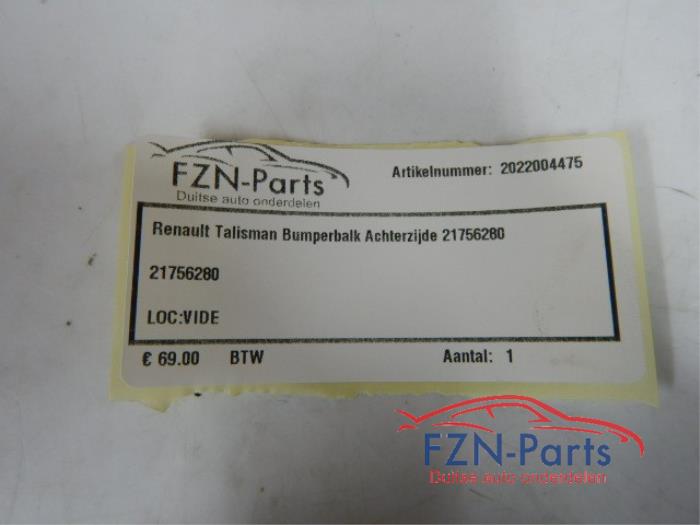 FZN-Parts
Duitse auto onderdelen
Artikelnummer: 2022004475
Renault Talisman Bumperbalk Achterzijde 21756280
21756280
LOC:VIDE
€ 69.00 BTW Aantal: 1
FZN-Parts
Duitse auto onderdelen